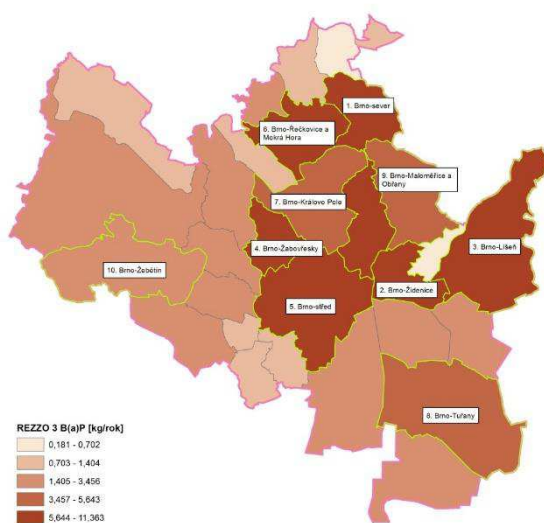 1. Brno-sever
6. Brno-Řečkovice a
Mokrá Hora
9. Brno-Maloměřice a
Obřany
7. Brno-Královo Pole
3. Brno-Líšeň
4. Brno-Žabovřesky
10. Brno-Žebětín
2. Brno-Židenice
5. Brno-střed
8. Brno-Tuřany
REZZO 3 B(a)P [kg/rok]
0,181 - 0,702
0,703 - 1,404
1,405 - 3,456
3,457 - 5,643
5,644 - 11,363